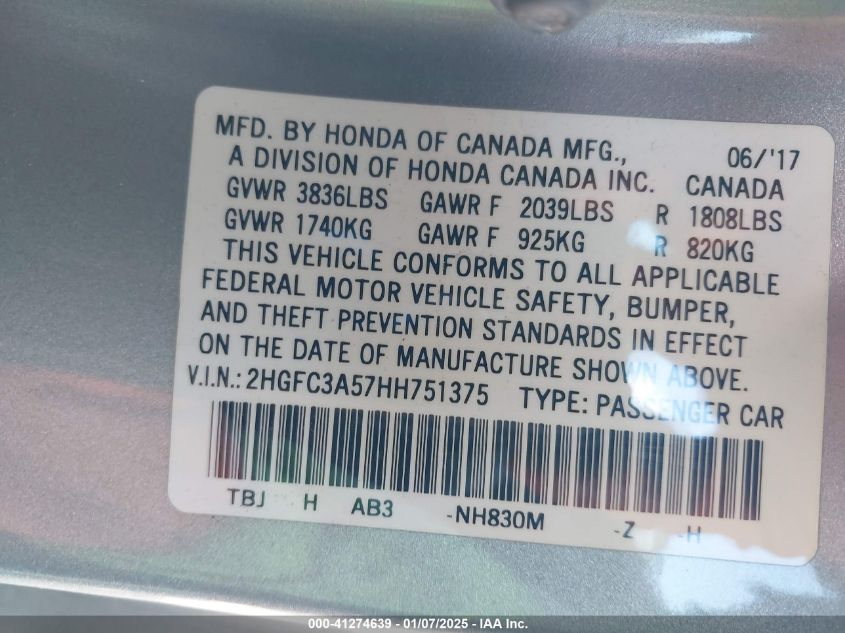 MFD. BY HONDA OF CANADA MFG., 06/'17
A DIVISION OF HONDA CANADA INC. CANADA
GVWR 3836LBS GAWR F 2039LBS R 1808LBS
GVWR 1740KG GAWR F 925KG R 820KG
THIS VEHICLE CONFORMS TO ALL APPLICABLE
FEDERAL MOTOR VEHICLE SAFETY, BUMPER,
AND THEFT PREVENTION STANDARDS IN EFFECT
ON THE DATE OF MANUFACTURE SHOWN ABOVE.
V.I.N.: 2HGFC3A57HH751375 TYPE: PASSENGER CAR
TBJ H AB3 -NH830M -Z -H
000-41274639 - 01/07/2025 - IAA Inc.